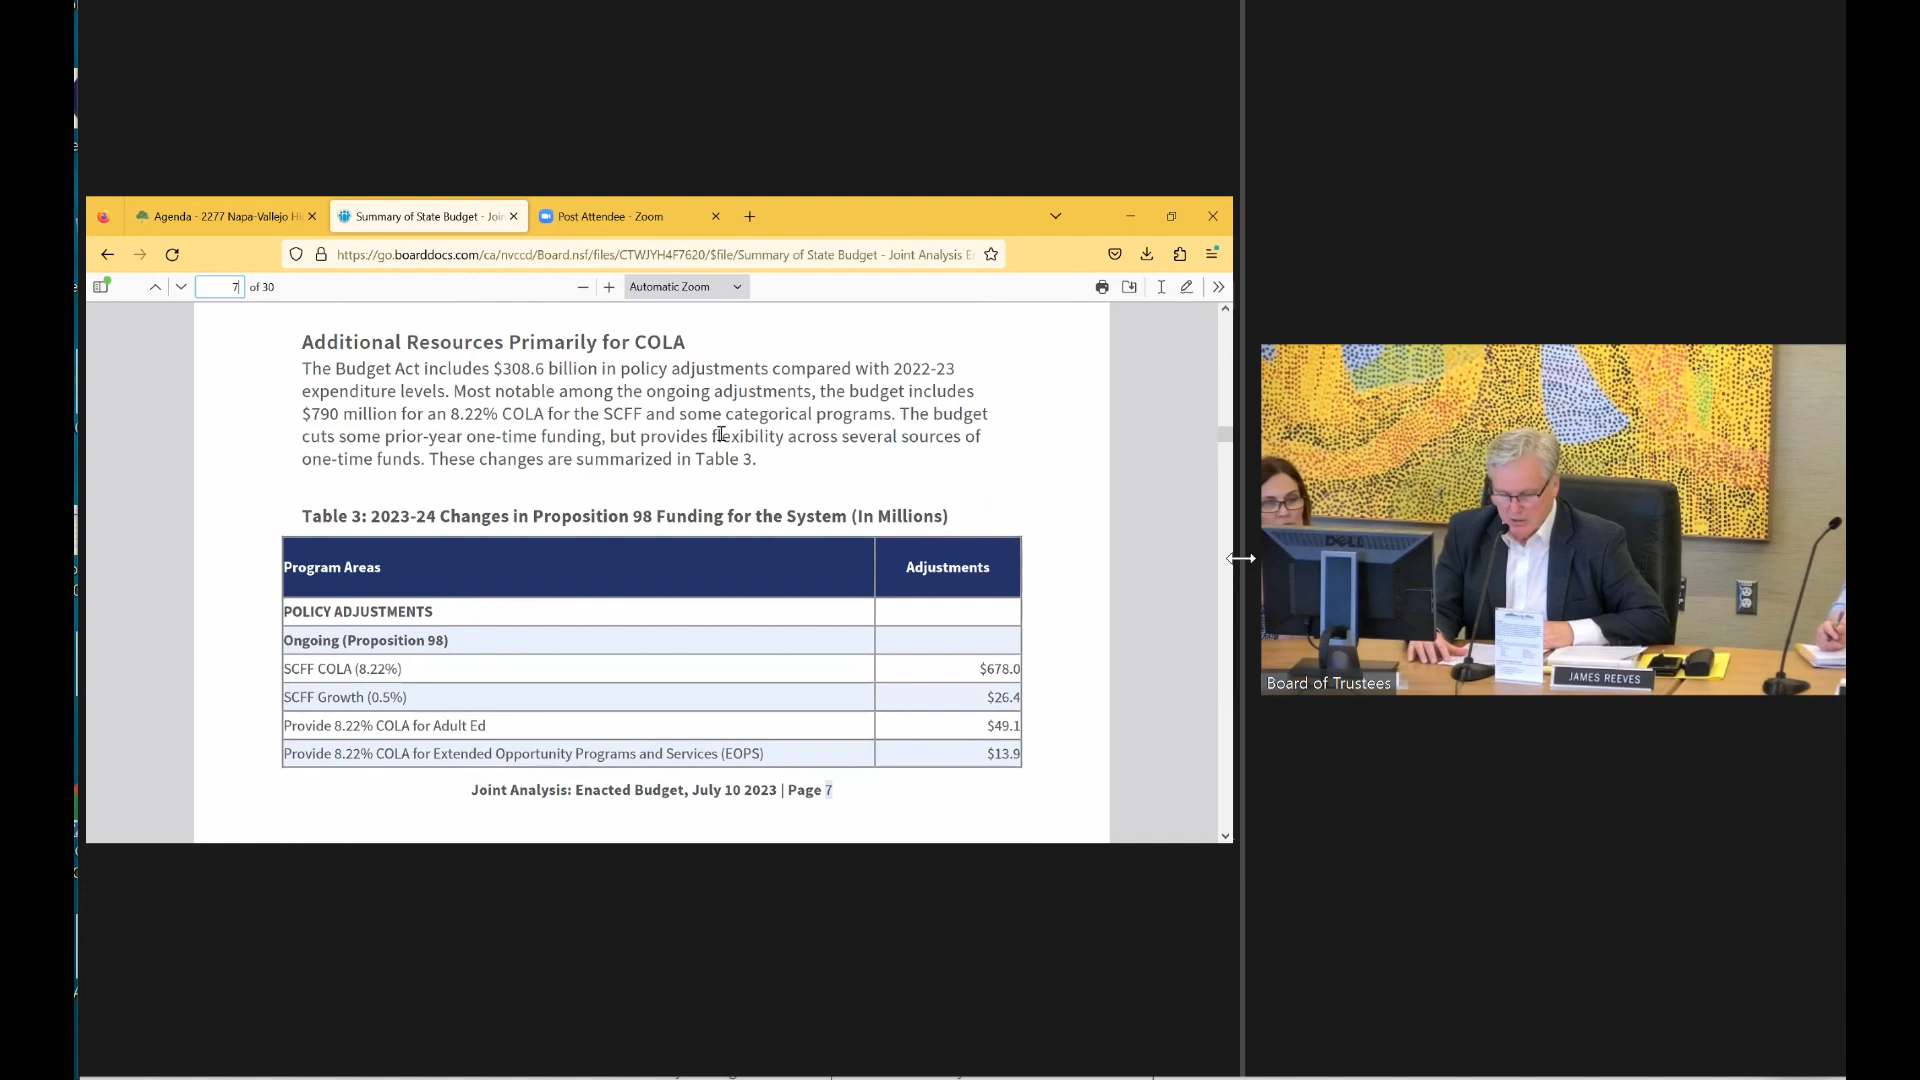 Agenda - 2277 Napa-Vallejo Hi
Summary of State Budget - Join
Post Attendee - Zoom
https://go.boarddocs.com/ca/nvccd/Board.nsf/files/CTWJYH4F7620/$file/Summary of State Budget - Joint Analysis E
7 of 30
Automatic Zoom
Additional Resources Primarily for COLA
The Budget Act includes $308.6 billion in policy adjustments compared with 2022-23
expenditure levels. Most notable among the ongoing adjustments, the budget includes
$790 million for an 8.22% COLA for the SCFF and some categorical programs. The budget
cuts some prior-year one-time funding, but provides flexibility across several sources of
one-time funds. These changes are summarized in Table 3.
Table 3: 2023-24 Changes in Proposition 98 Funding for the System (In Millions)
Program Areas Adjustments
POLICY ADJUSTMENTS
Ongoing (Proposition 98)
SCFF COLA (8.22%) $678.0
SCFF Growth (0.5%) $26.4
Provide 8.22% COLA for Adult Ed $49.1
Provide 8.22% COLA for Extended Opportunity Programs and Services (EOPS) $13.9
Joint Analysis: Enacted Budget, July 10 2023 | Page 7
DELL
JAMES REEVES
Board of Trustees